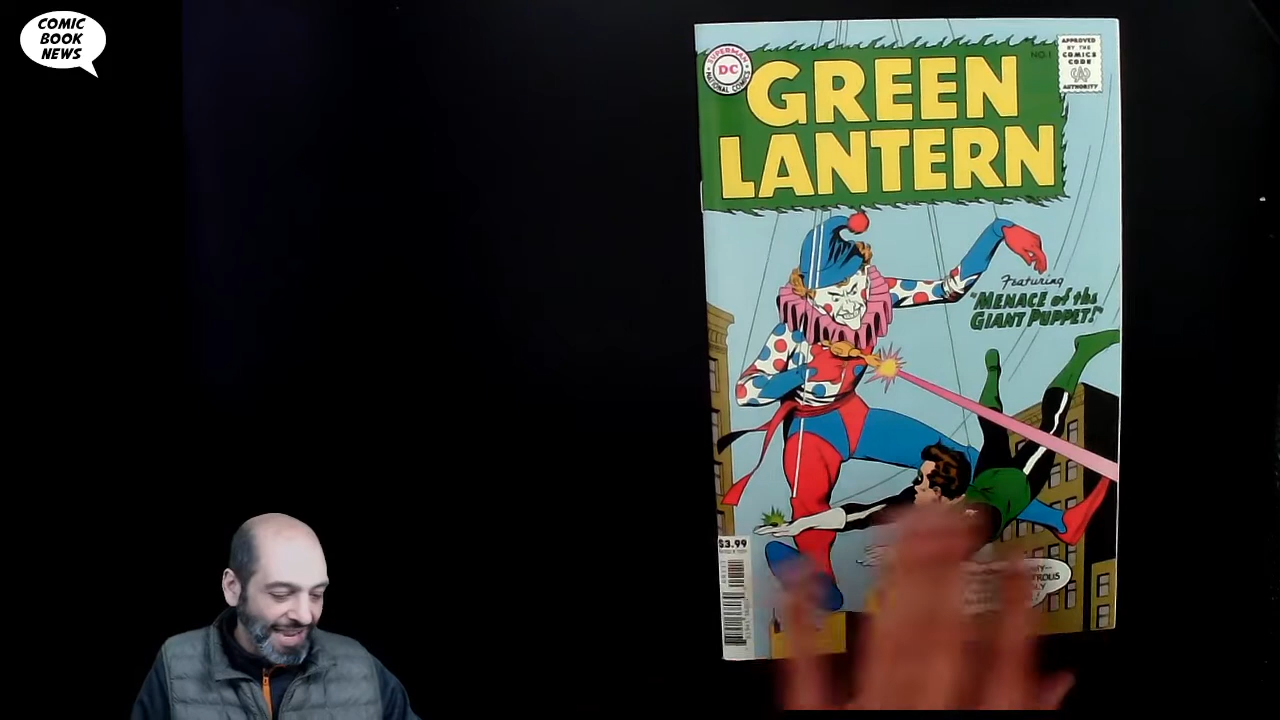 COMIC
BOOK
NEWS
SUPERMAN
DC
NATIONAL COMICS
NO.1
APPROVED
BY THE
COMICS
CODE
AUTHORITY
GREEN
LANTERN
Featuring
"MENACE of the
GIANT PUPPET!"
$3.99